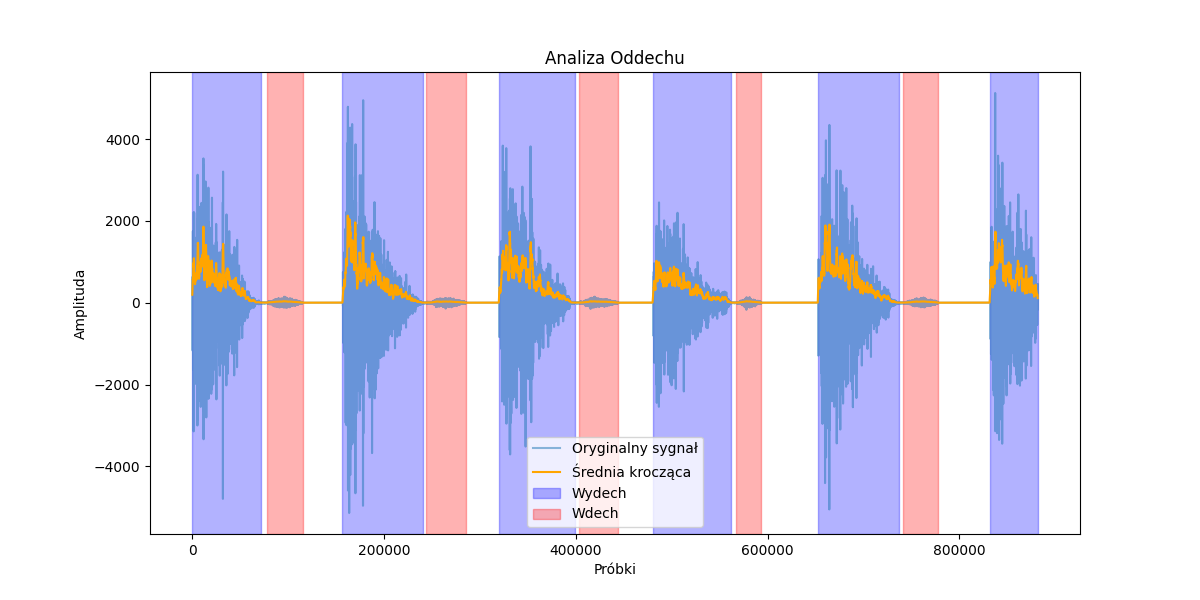 Analiza Oddechu
Amplituda
4000
2000
0
−2000
−4000
Oryginalny sygnał
Średnia krocząca
Wydech
Wdech
0 200000 400000 600000 800000
Próbki